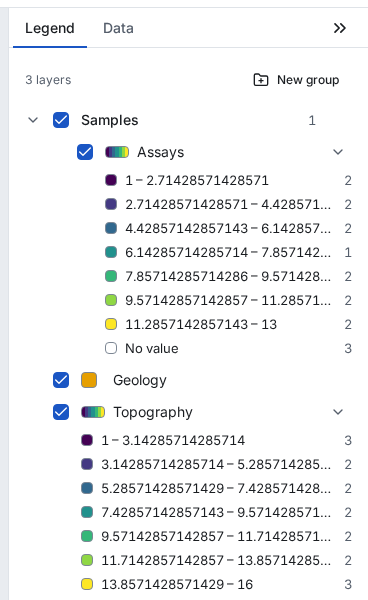 Legend Data
3 layers New group
Samples 1
Assays
1 – 2.71428571428571 2
2.71428571428571 – 4.428571... 2
4.42857142857143 – 6.142857... 2
6.14285714285714 – 7.857142... 1
7.85714285714286 – 9.571428... 2
9.57142857142857 – 11.28571... 2
11.2857142857143 – 13 2
No value 3
Geology
Topography
1 – 3.14285714285714 3
3.14285714285714 – 5.285714285... 2
5.28571428571429 – 7.428571428... 2
7.42857142857143 – 9.571428571... 2
9.57142857142857 – 11.71428571... 2
11.7142857142857 – 13.85714285... 2
13.8571428571429 – 16 3